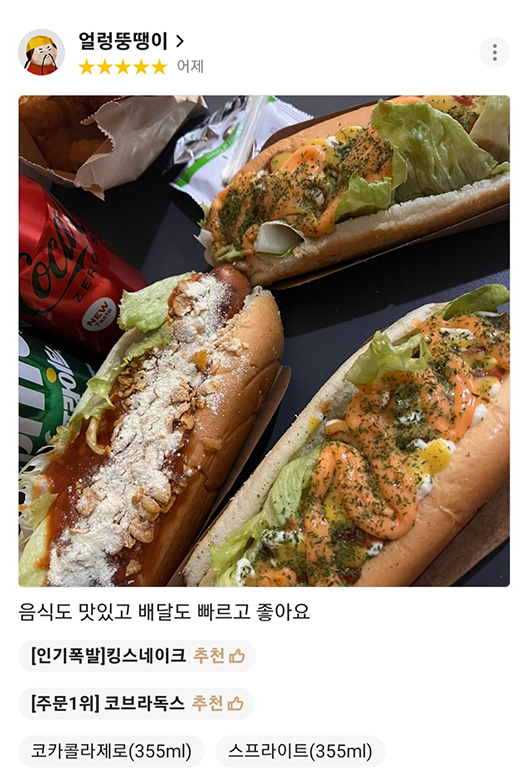 얼렁뚱땡이
어제
Coca
ZERO
NEW
음식도 맛있고 배달도 빠르고 좋아요
[인기폭발]킹스네이크 추천
[주문1위] 코브라독스 추천
코카콜라제로(355ml) 스프라이트(355ml)